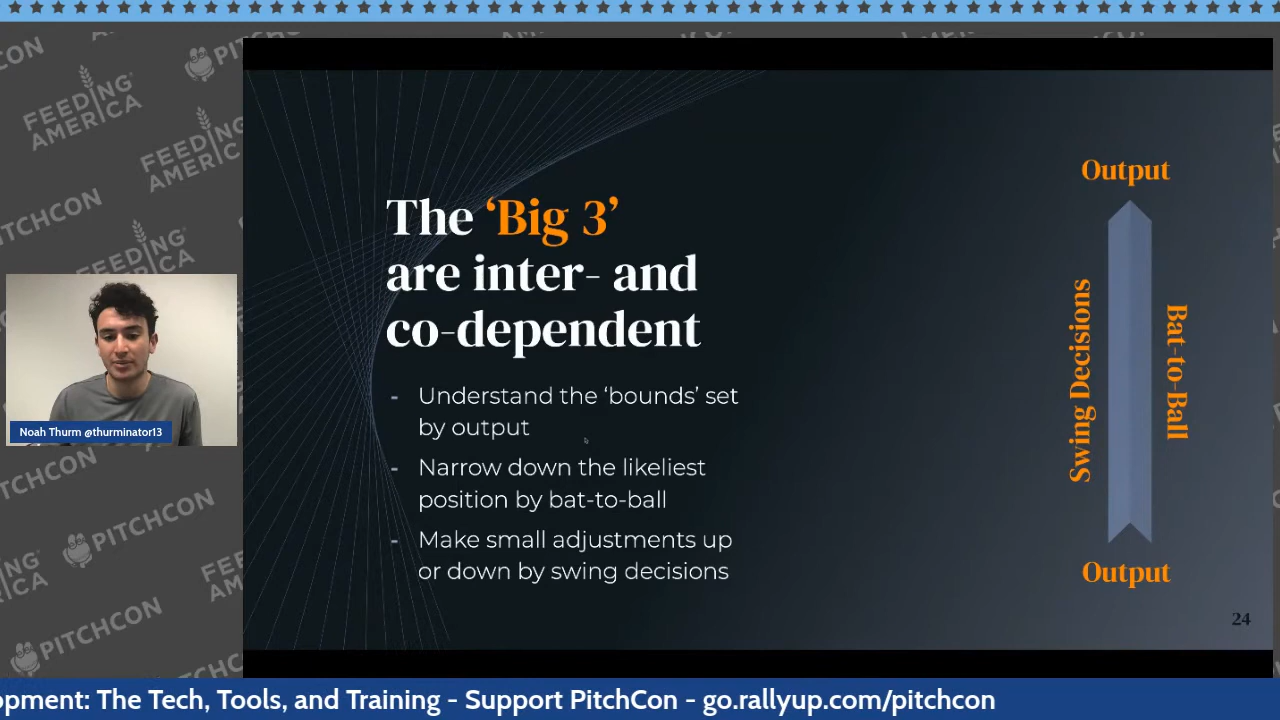 FEEDING
AMERICA
PITCHCON
FEEDING
AMERICA
PITCHCON
FEEDING
PITCHCON
PITCHCON
The ‘Big 3’
are inter- and
co-dependent
- Understand the ‘bounds’ set
by output
- Narrow down the likeliest
position by bat-to-ball
- Make small adjustments up
or down by swing decisions
Output
Swing Decisions
Bat-to-Ball
Output
24
Noah Thurm @thurminator13
opment: The Tech, Tools, and Training - Support PitchCon - go.rallyup.com/pitchcon